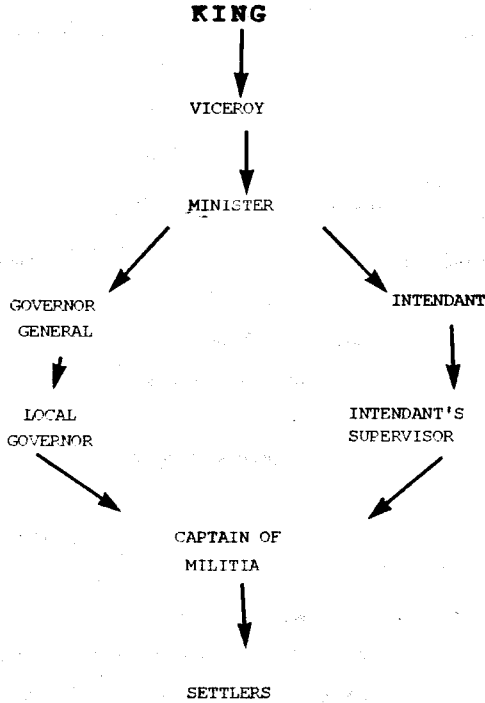 KING
VICEROY
MINISTER
GOVERNOR
GENERAL
INTENDANT
LOCAL
GOVERNOR
INTENDANT'S
SUPERVISOR
CAPTAIN OF
MILITIA
SETTLERS